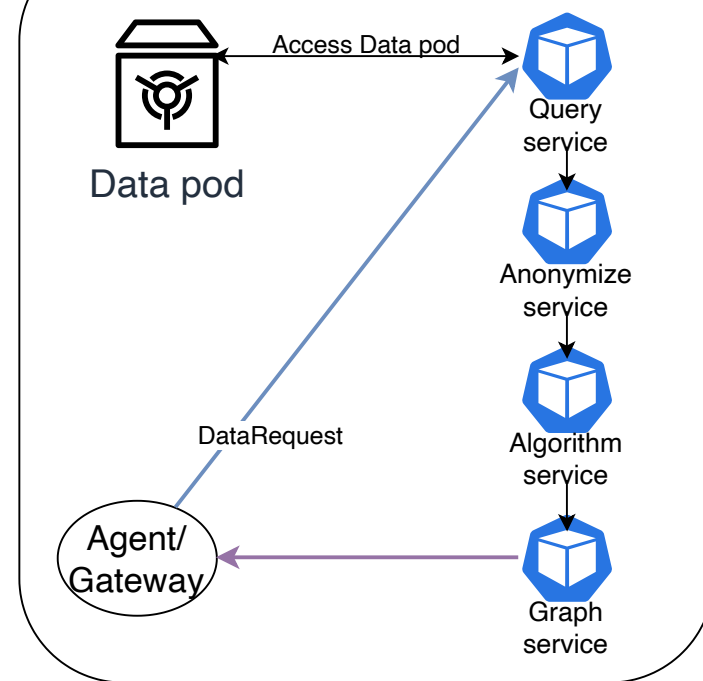 Access Data pod
Query
service
Data pod
Anonymize
service
DataRequest
Algorithm
service
Agent/
Gateway
Graph
service